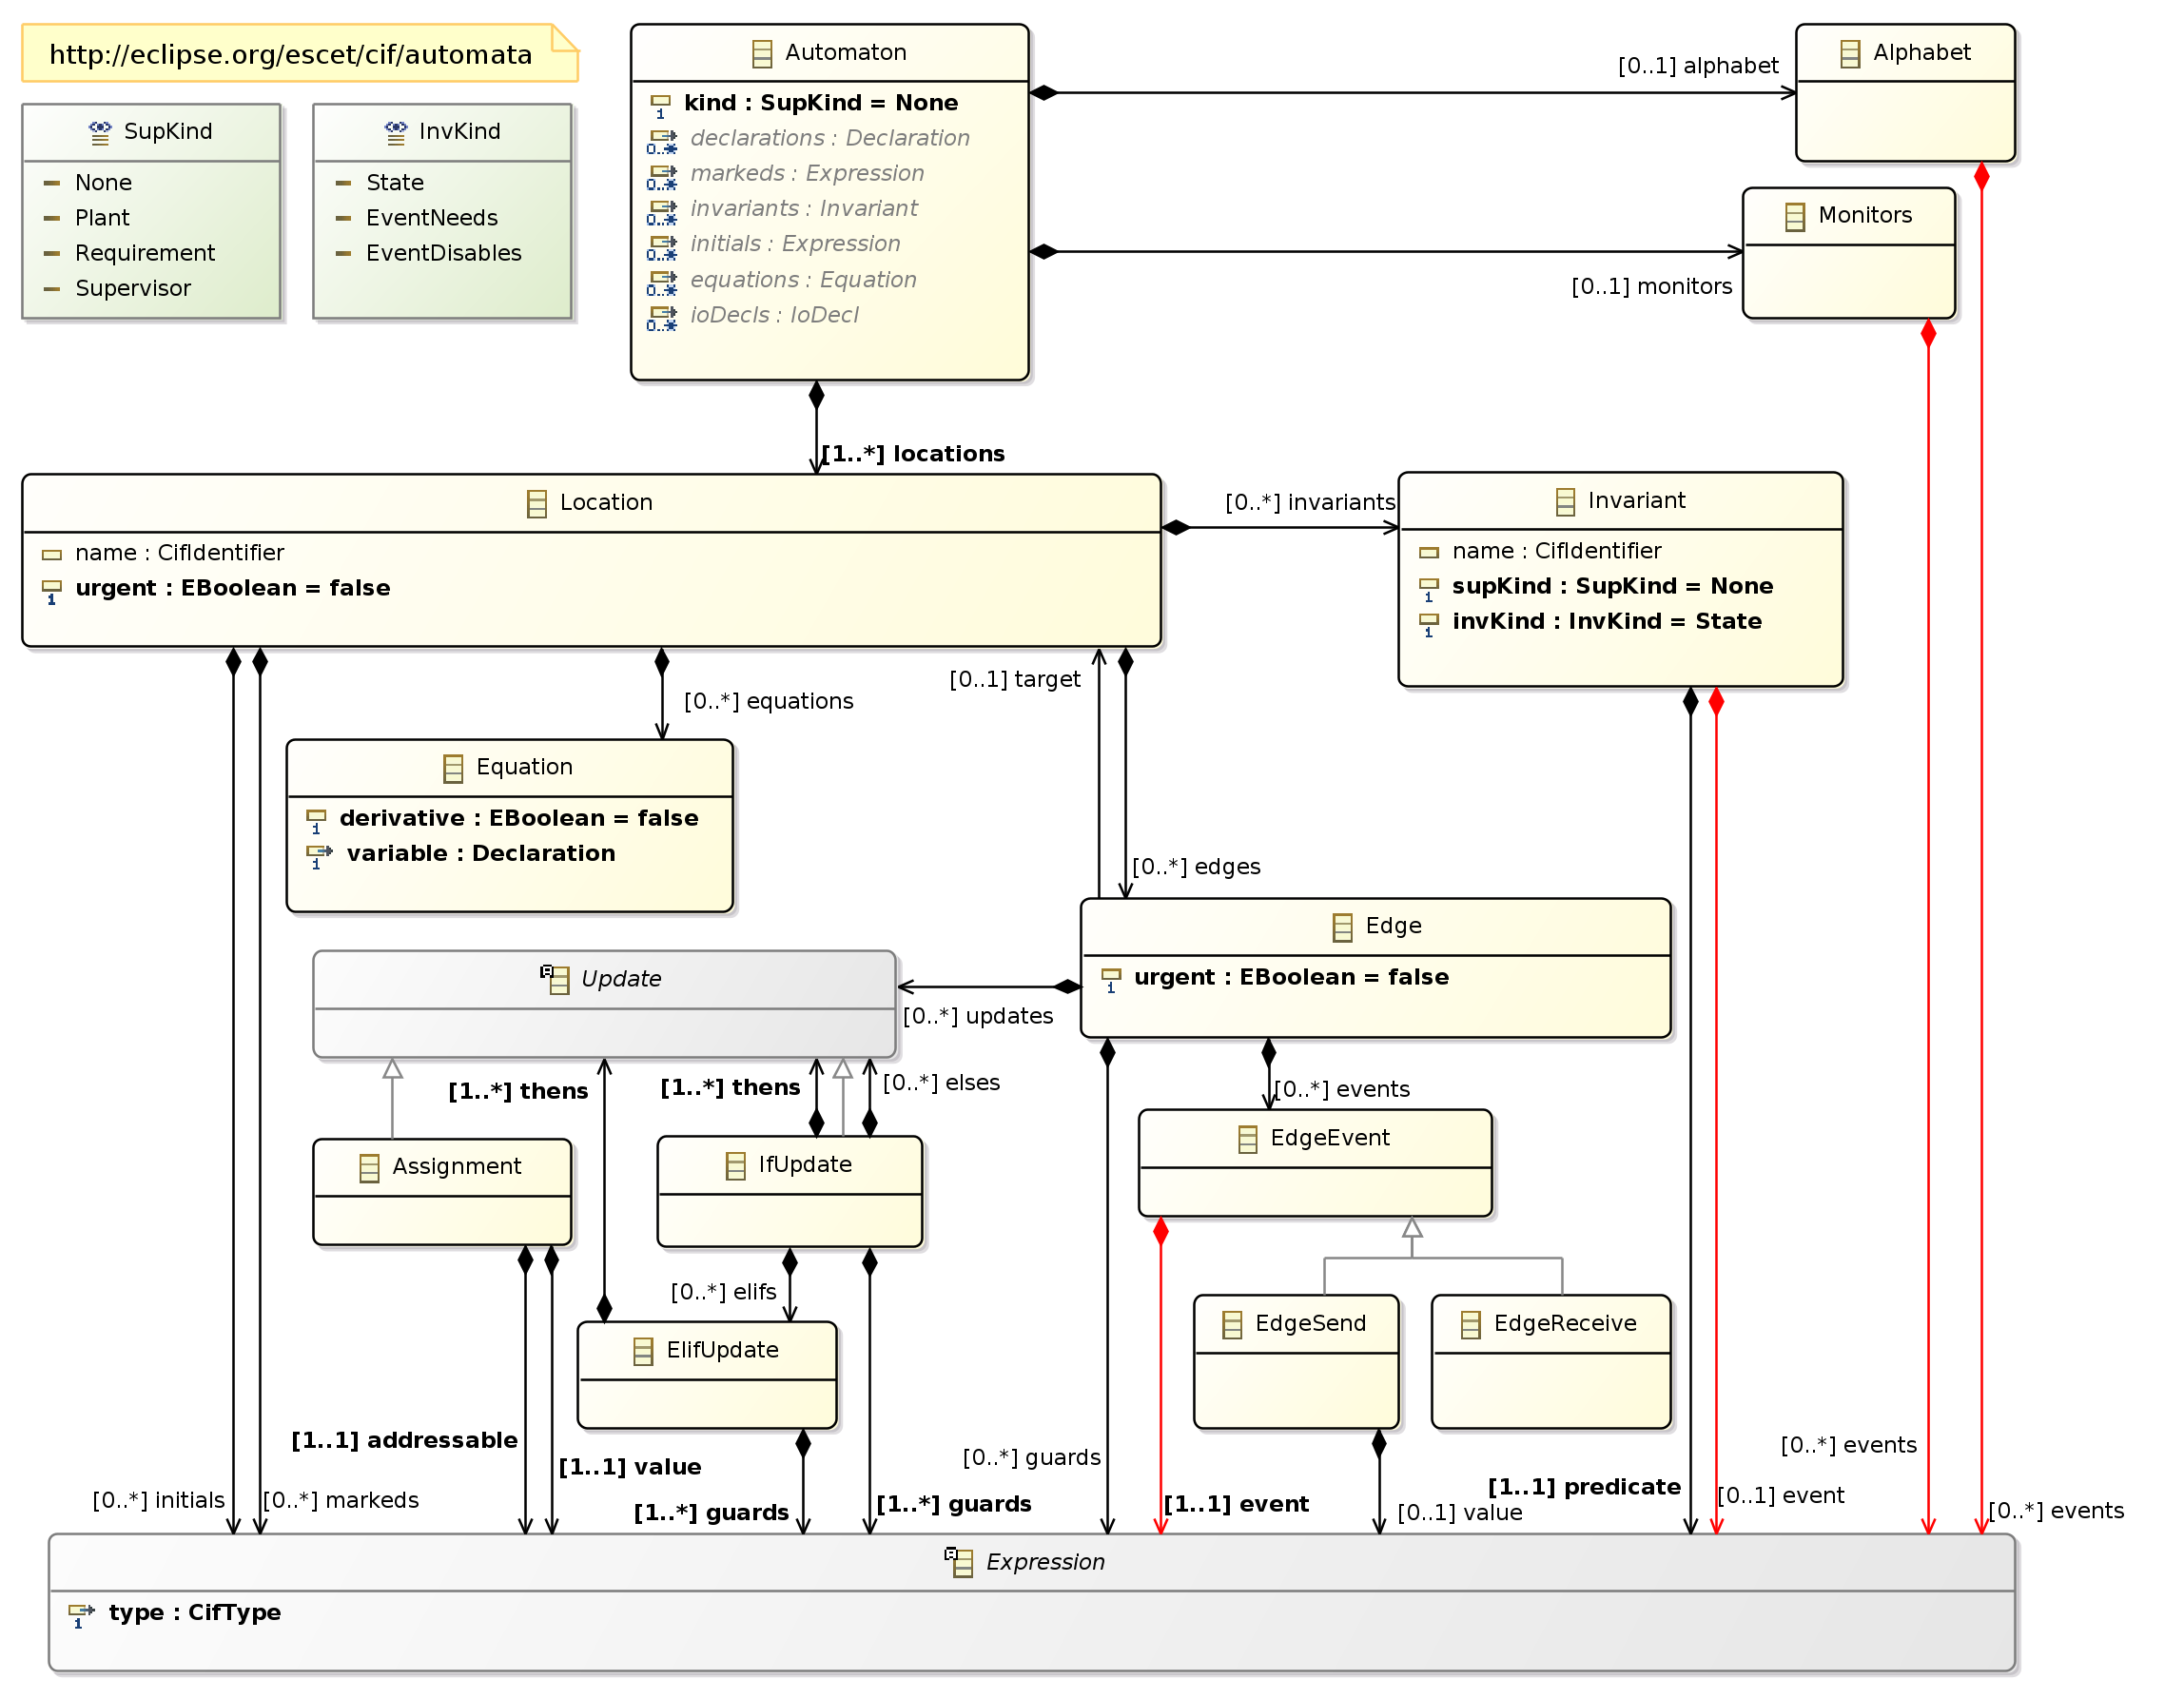 http://eclipse.org/escet/cif/automata
SupKind
None
Plant
Requirement
Supervisor
InvKind
State
EventNeeds
EventDisables
Automaton
kind : SupKind = None
declarations : Declaration
markeds : Expression
invariants : Invariant
initials : Expression
equations : Equation
ioDecls : IoDecl
[0..1] alphabet
Alphabet
[0..1] monitors
Monitors
[1..*] locations
Location
name : CifIdentifier
urgent : EBoolean = false
[0..*] invariants
Invariant
name : CifIdentifier
supKind : SupKind = None
invKind : InvKind = State
[0..1] target
[0..*] equations
Equation
derivative : EBoolean = false
variable : Declaration
[0..*] edges
Edge
urgent : EBoolean = false
Update
[0..*] updates
[1..*] thens
[1..*] thens
[0..*] elses
[0..*] events
EdgeEvent
Assignment
IfUpdate
[0..*] elifs
ElifUpdate
EdgeSend
EdgeReceive
[1..1] addressable
[1..1] value
[0..*] guards
[0..*] events
[0..*] initials
[0..*] markeds
[1..*] guards
[1..*] guards
[1..1] event
[0..1] value
[1..1] predicate
[0..1] event
[0..*] events
Expression
type : CifType